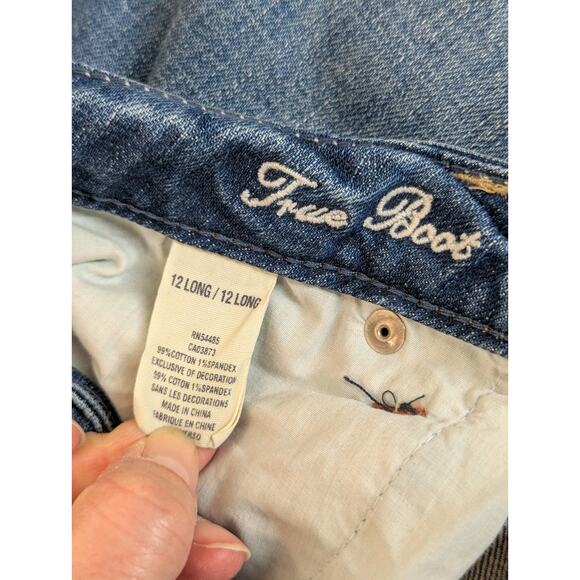 True Boot
12 LONG / 12 LONG
RN54485
CA03873
99%COTTON 1%SPANDEX
EXCLUSIVE OF DECORATION
99% COTON 1%SPANDEX
SANS LES DECORATIONS
MADE IN CHINA
FABRIQUE EN CHINE